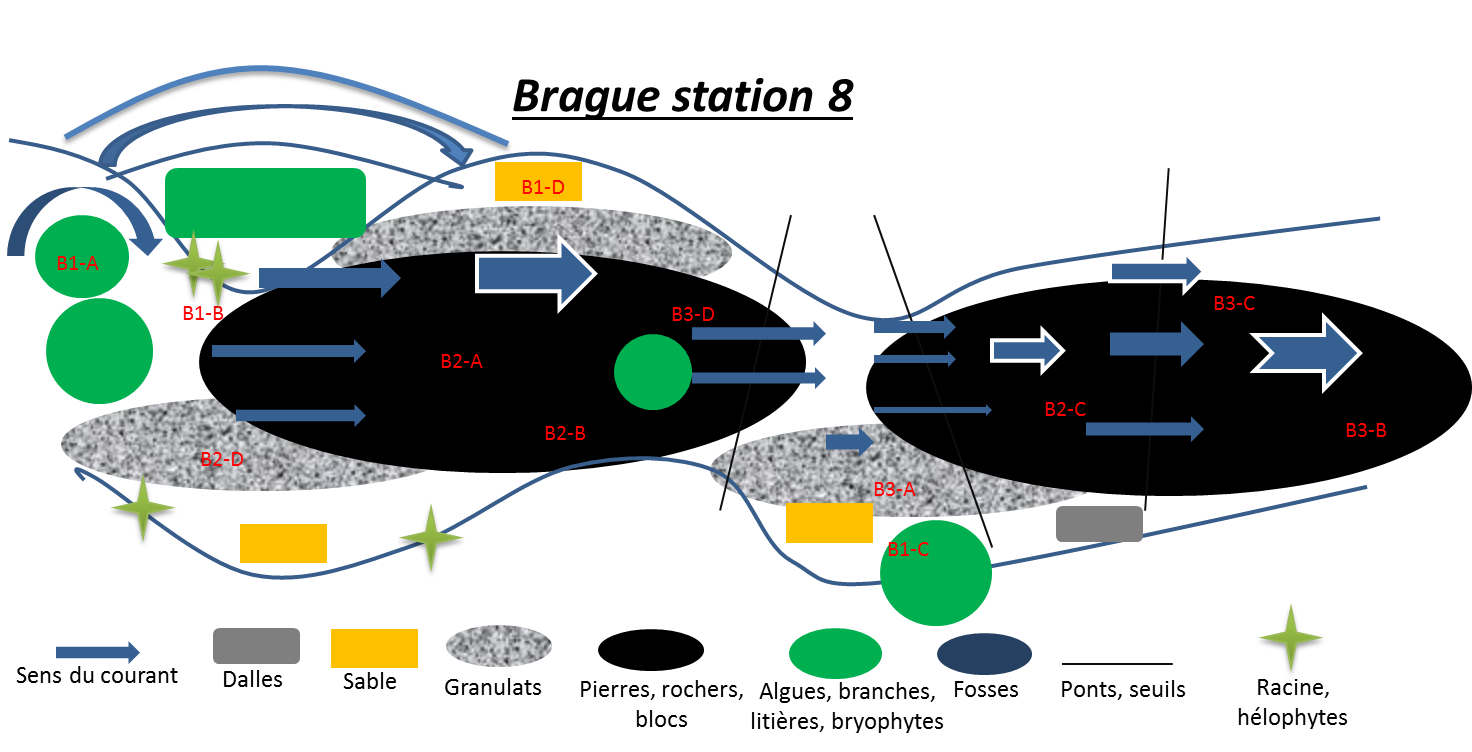 Brague station 8
B1-D
B1-A
B1-B
B3-D
B3-C
B2-A
B2-C
B2-B
B3-B
B2-D
B3-A
B1-C
Sens du courant
Dalles
Sable
Granulats
Pierres, rochers,
blocs
Algues, branches,
litières, bryophytes
Fosses
Ponts, seuils
Racine,
hélophytes